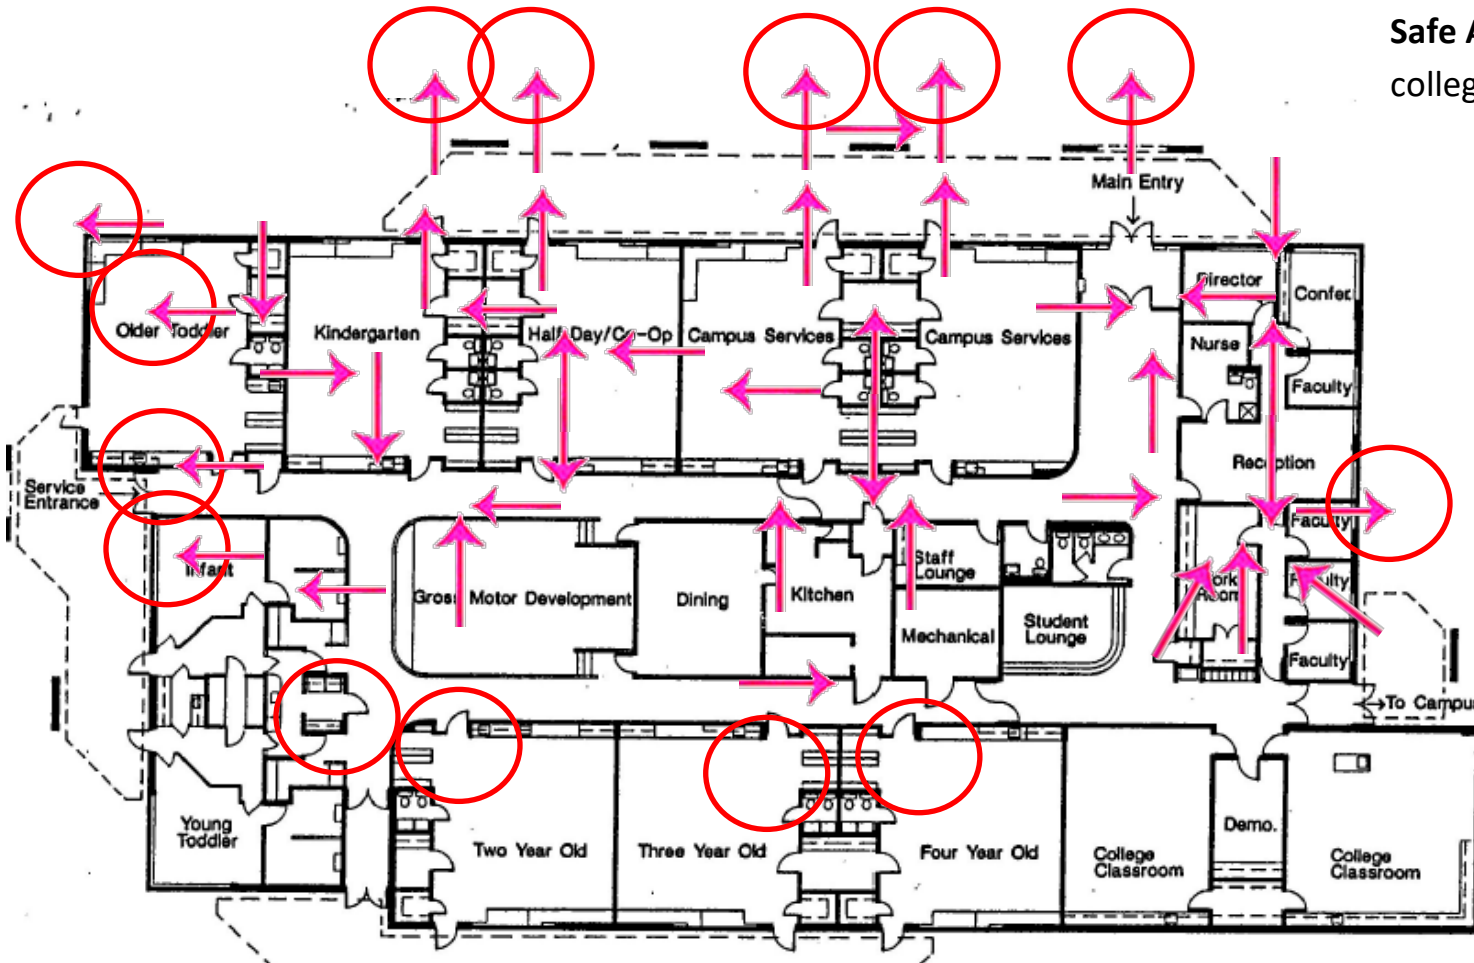 Safe A
colleg
Main Entry
Director
Confer.
Older Toddler
Kindergarten
Half Day/Co-Op
Campus Services
Campus Services
Nurse
Faculty
Reception
Service
Entrance
Faculty
Infant
Staff
Lounge
Gross Motor Development
Dining
Kitchen
Work
Room
Faculty
Mechanical
Student
Lounge
Faculty
To Campus
Young
Toddler
Two Year Old
Three Year Old
Four Year Old
College
Classroom
Demo.
College
Classroom